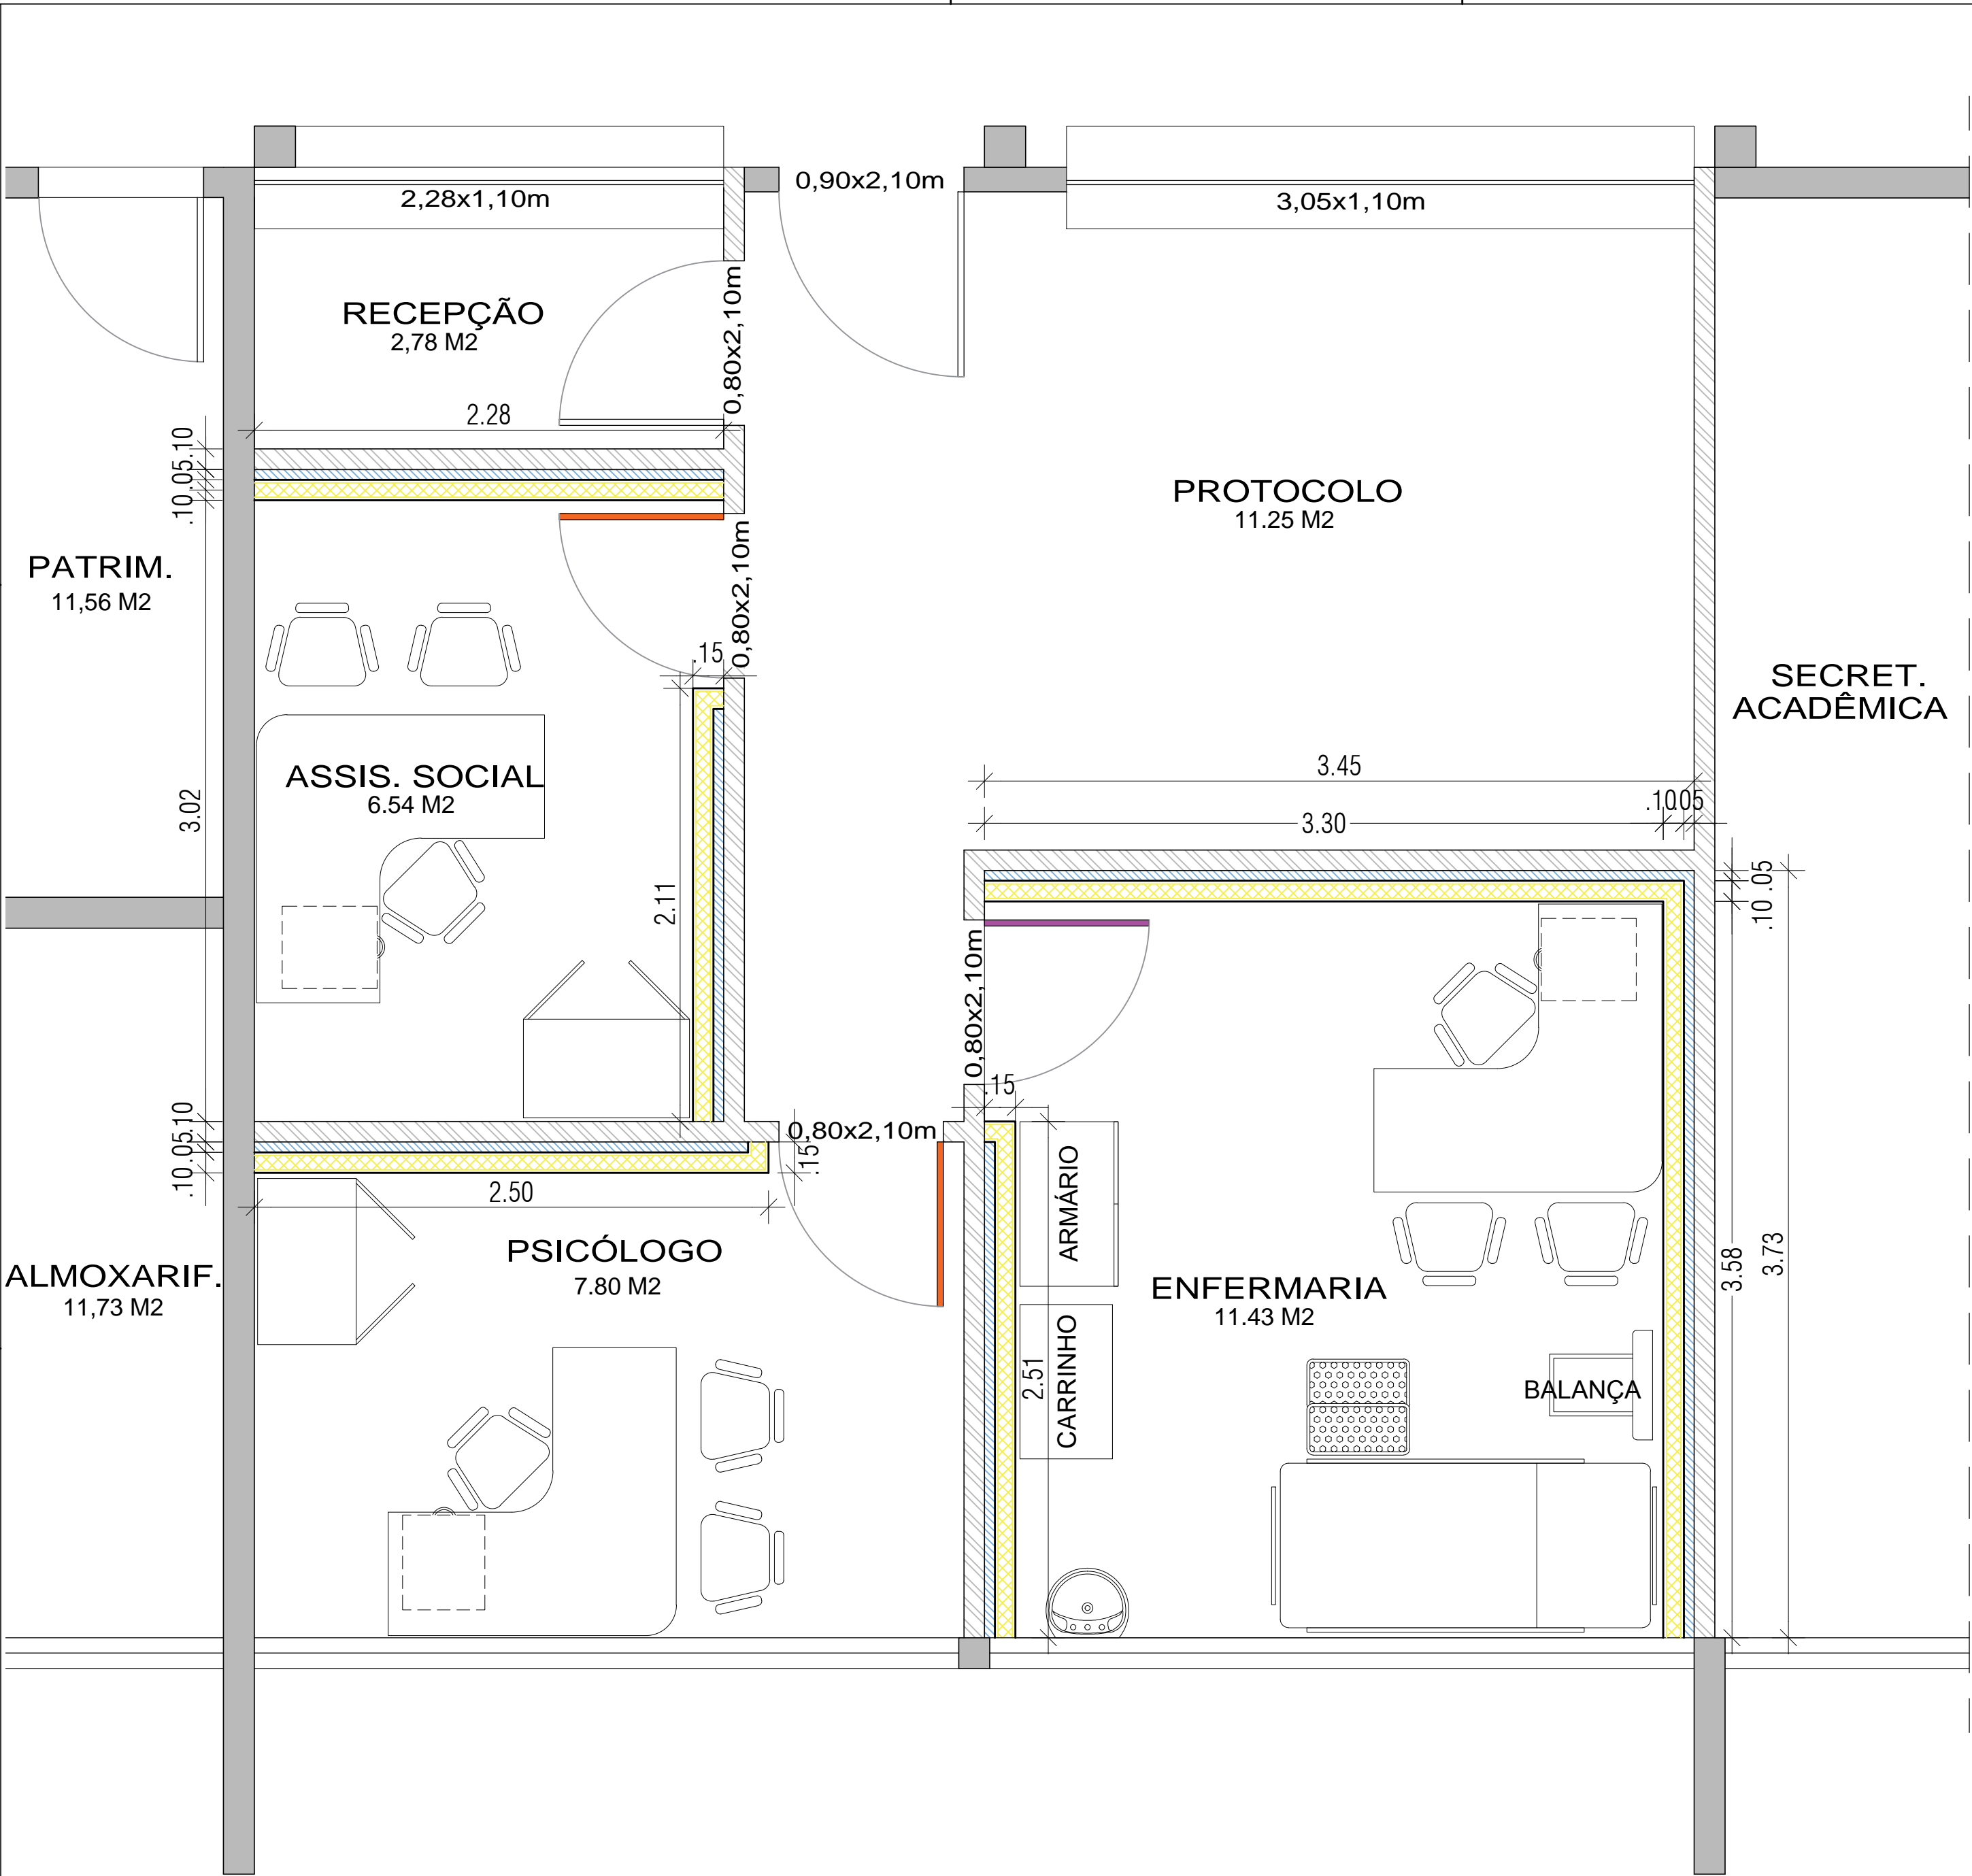 0,90x2,10m
2,28x1,10m
3,05x1,10m
RECEPÇÃO
2,78 M2
0,80x2,10m
2.28
.10
.05
.10
PROTOCOLO
11.25 M2
PATRIM.
11,56 M2
0,80x2,10m
.15
SECRET.
ACADÊMICA
ASSIS. SOCIAL
6.54 M2
3.02
3.45
3.30
.10
.05
2.11
.05
.10
0,80x2,10m
.15
.10
.05
.10
0,80x2,10m
.15
2.50
PSICÓLOGO
7.80 M2
ALMOXARIF.
11,73 M2
ARMÁRIO
ENFERMARIA
11.43 M2
3.58
3.73
2.51
CARRINHO
BALANÇA